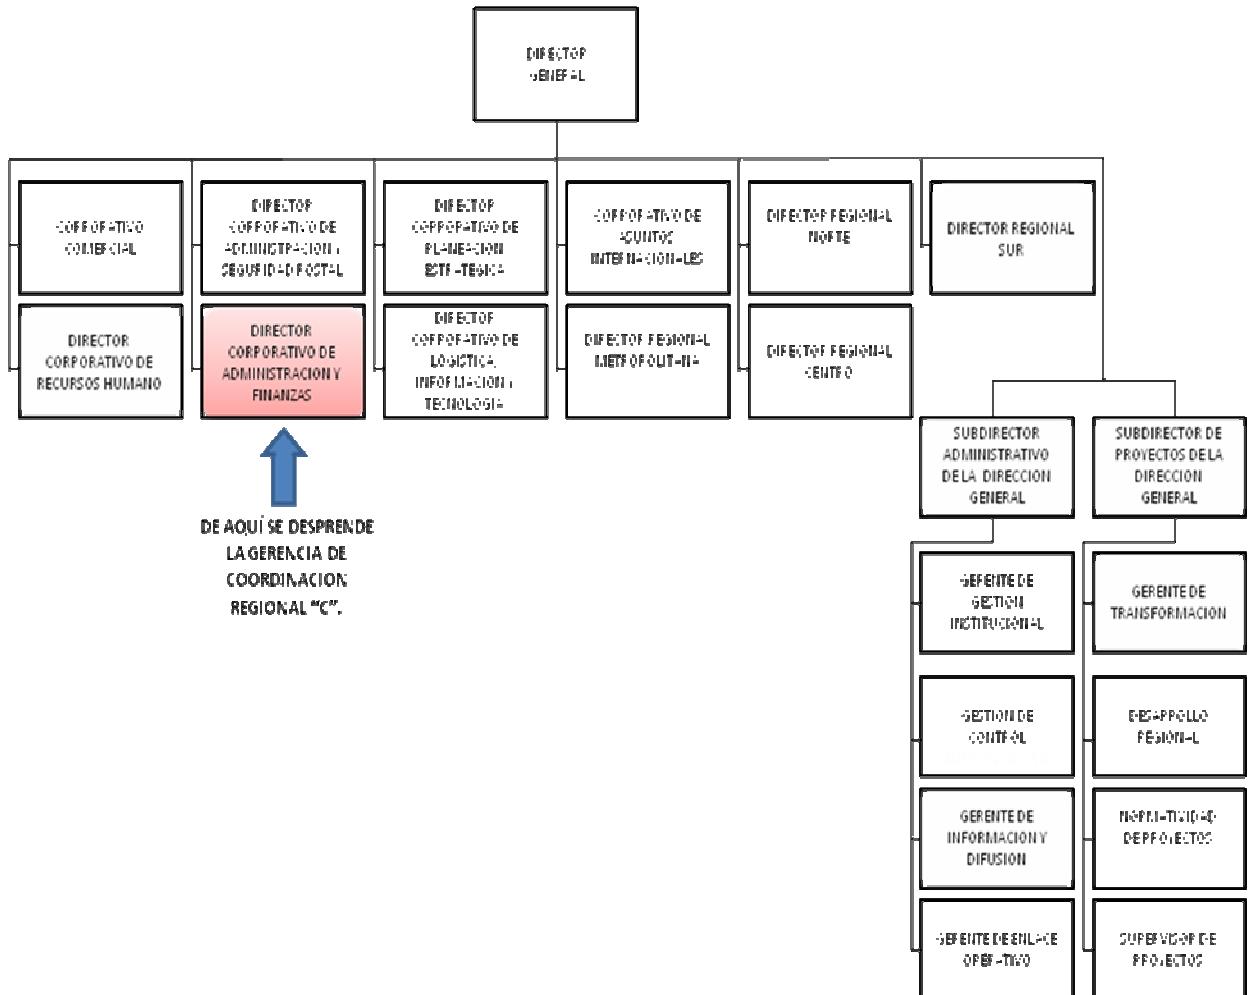 DIRECTOR
GENERAL
CORPORATIVO
COMERCIAL
DIRECTOR
CORPORATIVO DE
ADMINISTRACION Y
SEGURIDAD POSTAL
DIRECTOR
CORPORATIVO DE
PLANEACION
ESTRATEGICA
CORPORATIVO DE
ASUNTOS
INTERNACIONALES
DIRECTOR REGIONAL
NORTE
DIRECTOR REGIONAL
SUR
DIRECTOR
CORPORATIVO DE
RECURSOS HUMANO
DIRECTOR
CORPORATIVO DE
ADMINISTRACION Y
FINANZAS
DIRECTOR
CORPORATIVO DE
LOGISTICA,
INFORMACION Y
TECNOLOGIA
DIRECTOR REGIONAL
METROPOLITANA
DIRECTOR REGIONAL
CENTRO
DE AQUÍ SE DESPRENDE
LA GERENCIA DE
COORDINACION
REGIONAL "C".
SUBDIRECTOR
ADMINISTRATIVO
DE LA DIRECCION
GENERAL
SUBDIRECTOR DE
PROYECTOS DE LA
DIRECCION
GENERAL
GERENTE DE
GESTION
INSTITUCIONAL
GERENTE DE
TRANSFORMACION
GESTION DE
CONTROL
DESARROLLO
REGIONAL
GERENTE DE
INFORMACION Y
DIFUSION
NORMATIVIDAD
DE PROYECTOS
GERENTE DE ENLACE
OPERATIVO
SUPERVISOR DE
PROYECTOS